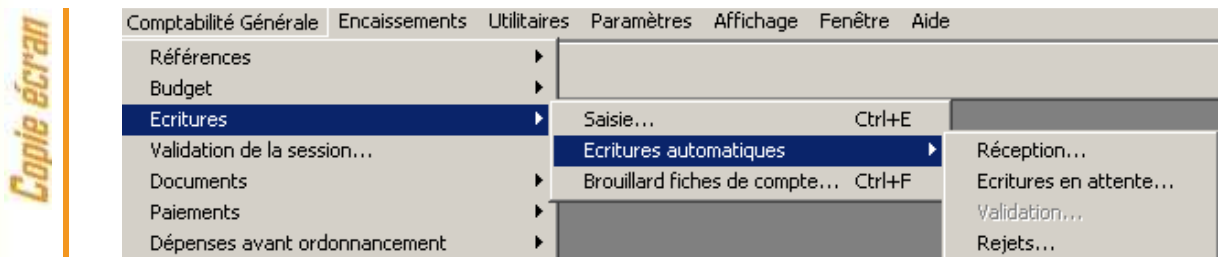 Copie écran
Comptabilité Générale Encaissements Utilitaires Paramètres Affichage Fenêtre Aide
Références
Budget
Ecritures
Saisie... Ctrl+E
Validation de la session...
Ecritures automatiques
Réception...
Documents
Brouillard fiches de compte... Ctrl+F
Ecritures en attente...
Paiements
Validation...
Dépenses avant ordonnancement
Rejets...